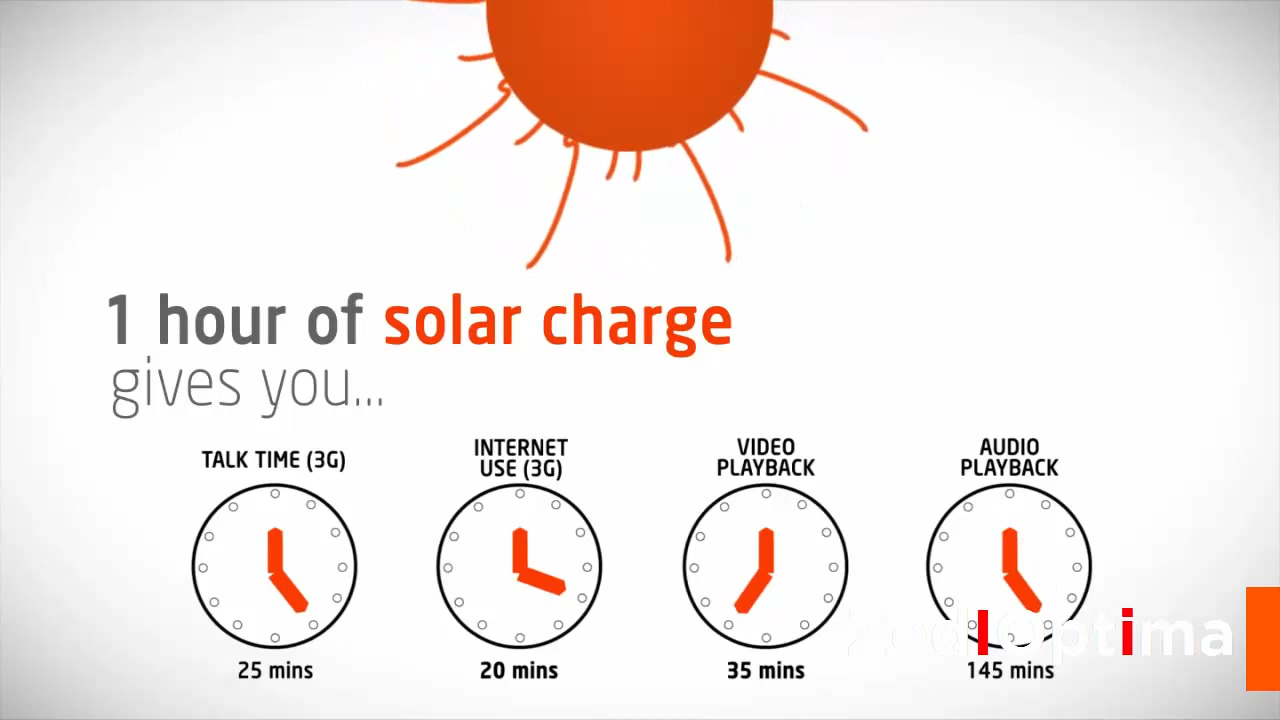 1 hour of solar charge
gives you...
TALK TIME (3G)
INTERNET
USE (3G)
VIDEO
PLAYBACK
AUDIO
PLAYBACK
25 mins
20 mins
35 mins
145 mins
Optima